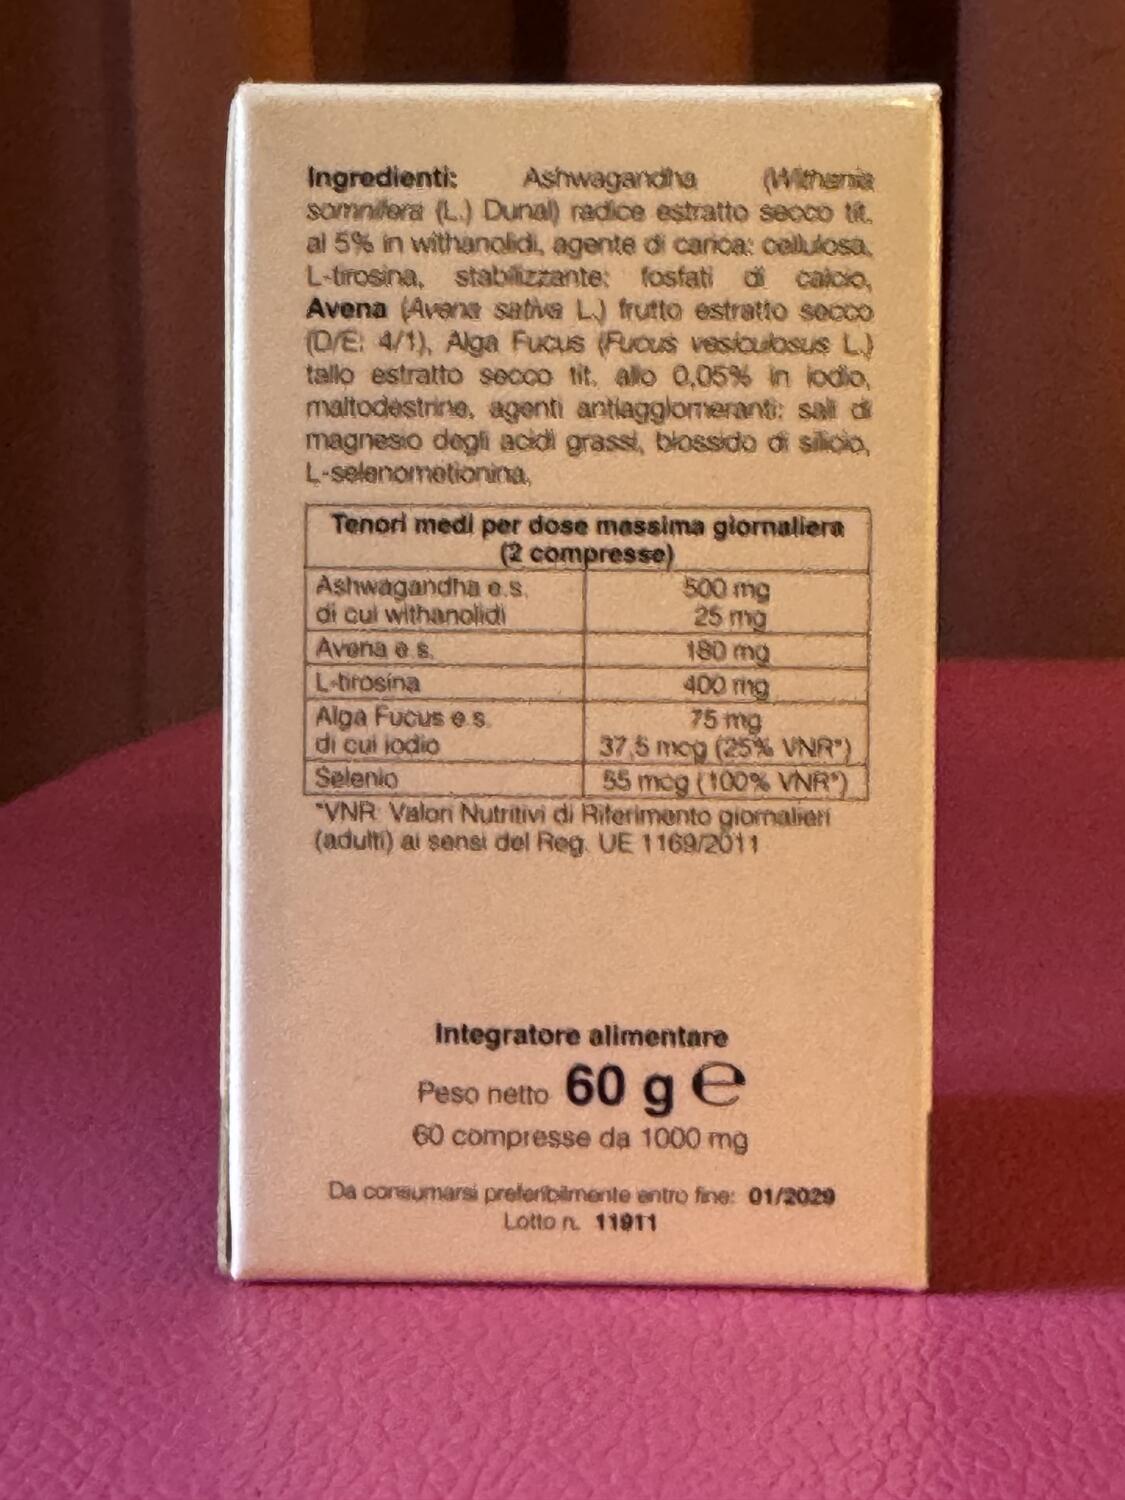 Ingredienti: Ashwagandha (Withania
somnifera (L.) Dunal) radice estratto secco tit.
al 5% in withanolidi, agente di carica: cellulosa,
L-tirosina, stabilizzante: fosfati di calcio,
Avena (Avena sativa L.) frutto estratto secco
(D/E: 4/1), Alga Fucus (Fucus vesiculosus L.)
tallo estratto secco tit. allo 0,05% in iodio,
maltodestrine, agenti antiagglomeranti: sali di
magnesio degli acidi grassi, biossido di silicio,
L-selenometionina,
Tenori medi per dose massima giornaliera
(2 compresse)
Ashwagandha e.s. 500 mg
di cui withanolidi 25 mg
Avena e.s. 180 mg
L-tirosina 400 mg
Alga Fucus e.s. 75 mg
di cui iodio 37,5 mcg (25% VNR*)
Selenio 55 mcg (100% VNR*)
*VNR: Valori Nutritivi di Riferimento giornalieri
(adulti) ai sensi del Reg. UE 1169/2011
Integratore alimentare
Peso netto 60 g ℮
60 compresse da 1000 mg
Da consumarsi preferibilmente entro fine: 01/2029
Lotto n. 11911